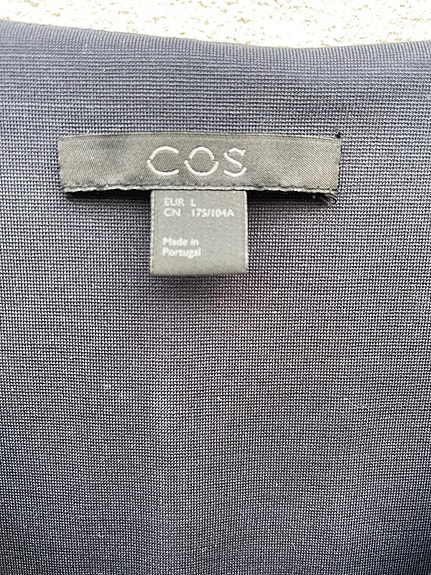 COS
EUR L
CN 175/104A
Made in
Portugal